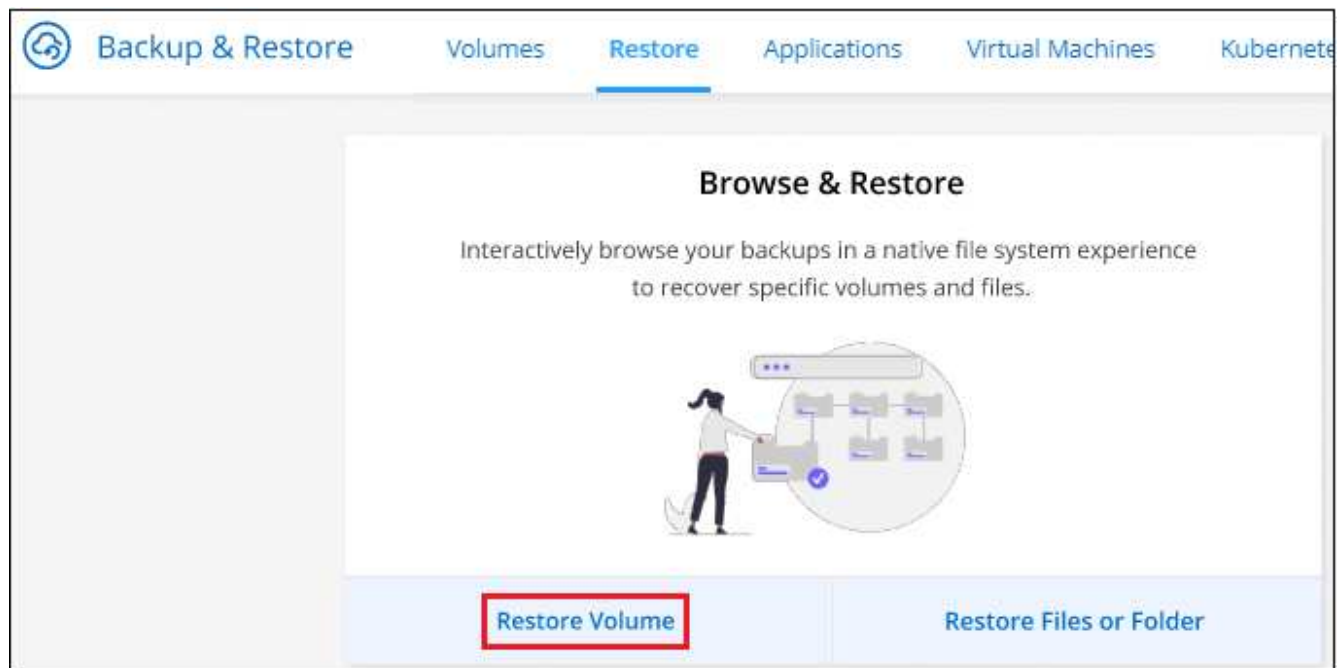 Backup & Restore Volumes Restore Applications Virtual Machines Kubernete
Browse & Restore
Interactively browse your backups in a native file system experience
to recover specific volumes and files.
Restore Volume Restore Files or Folder